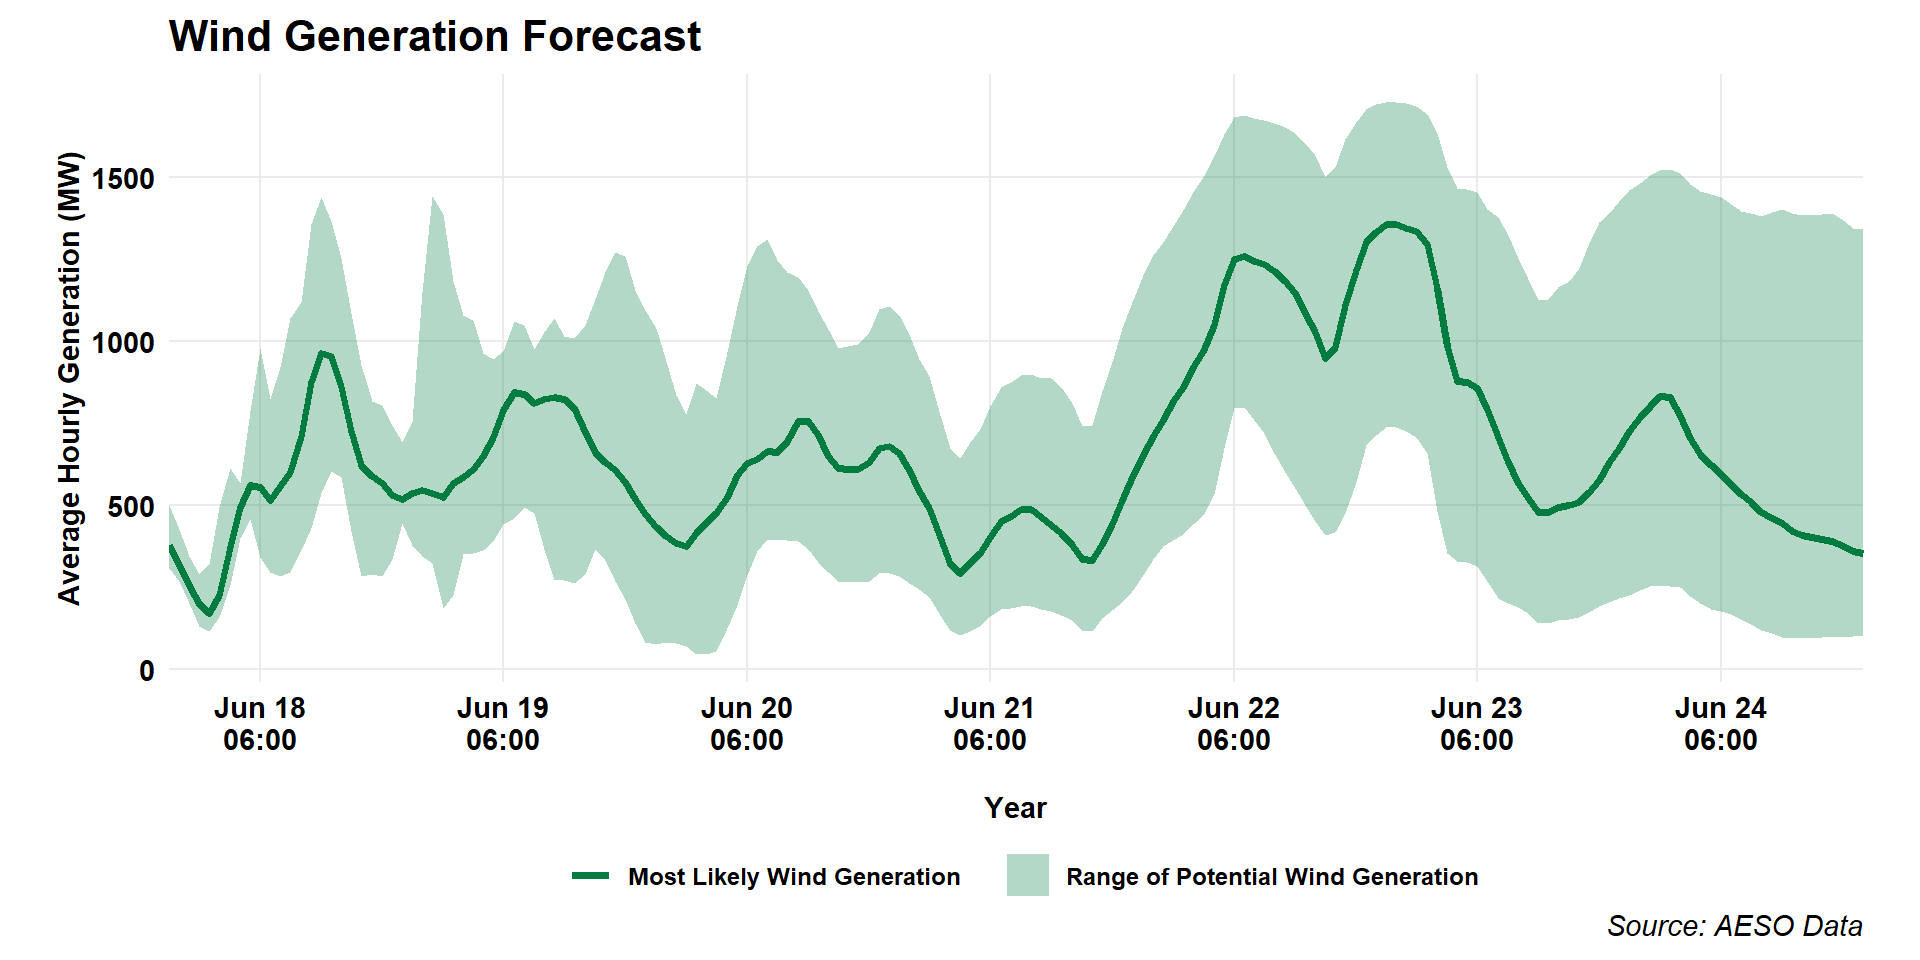 Wind Generation Forecast
Average Hourly Generation (MW)
1500
1000
500
0
Jun 18
06:00
Jun 19
06:00
Jun 20
06:00
Jun 21
06:00
Jun 22
06:00
Jun 23
06:00
Jun 24
06:00
Year
Most Likely Wind Generation
Range of Potential Wind Generation
Source: AESO Data